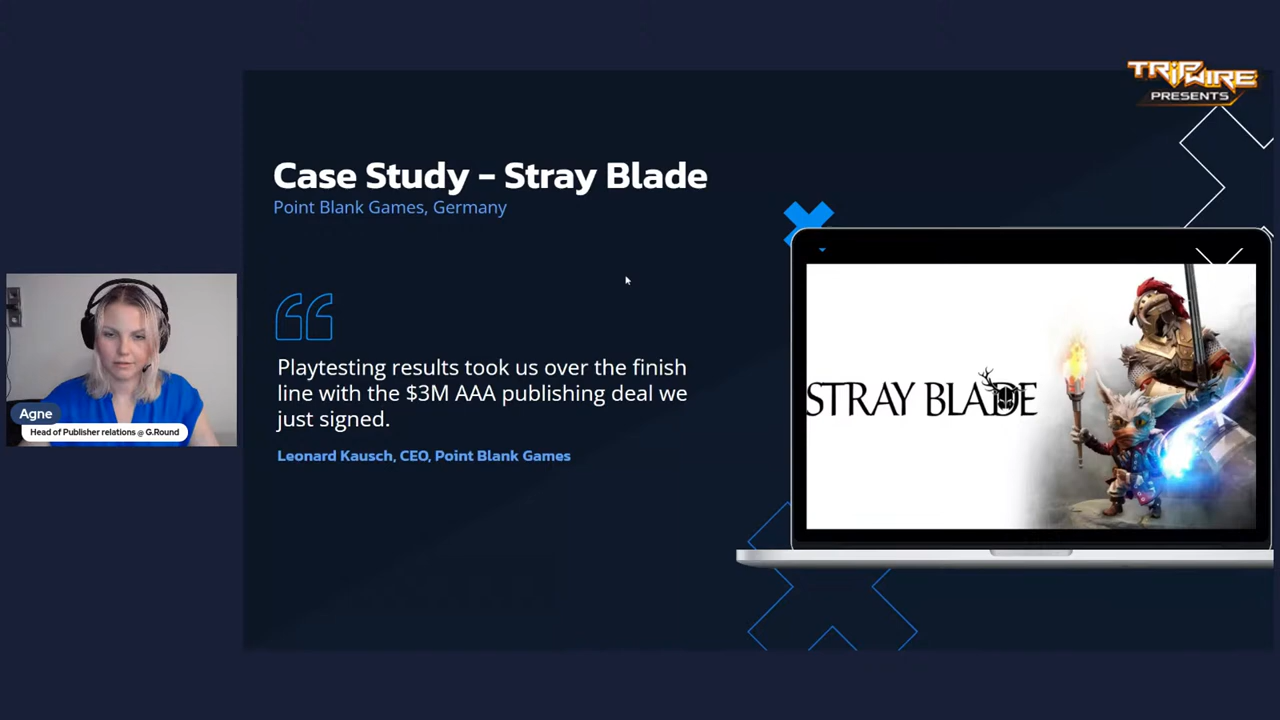 TRIPWIRE
PRESENTS
Case Study - Stray Blade
Point Blank Games, Germany
Playtesting results took us over the finish
line with the $3M AAA publishing deal we
just signed.
Leonard Kausch, CEO, Point Blank Games
STRAY BLADE
Agne
Head of Publisher relations @ G.Round